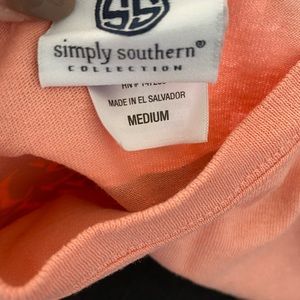 SS
simply southern®
COLLECTION
MADE IN EL SALVADOR
MEDIUM